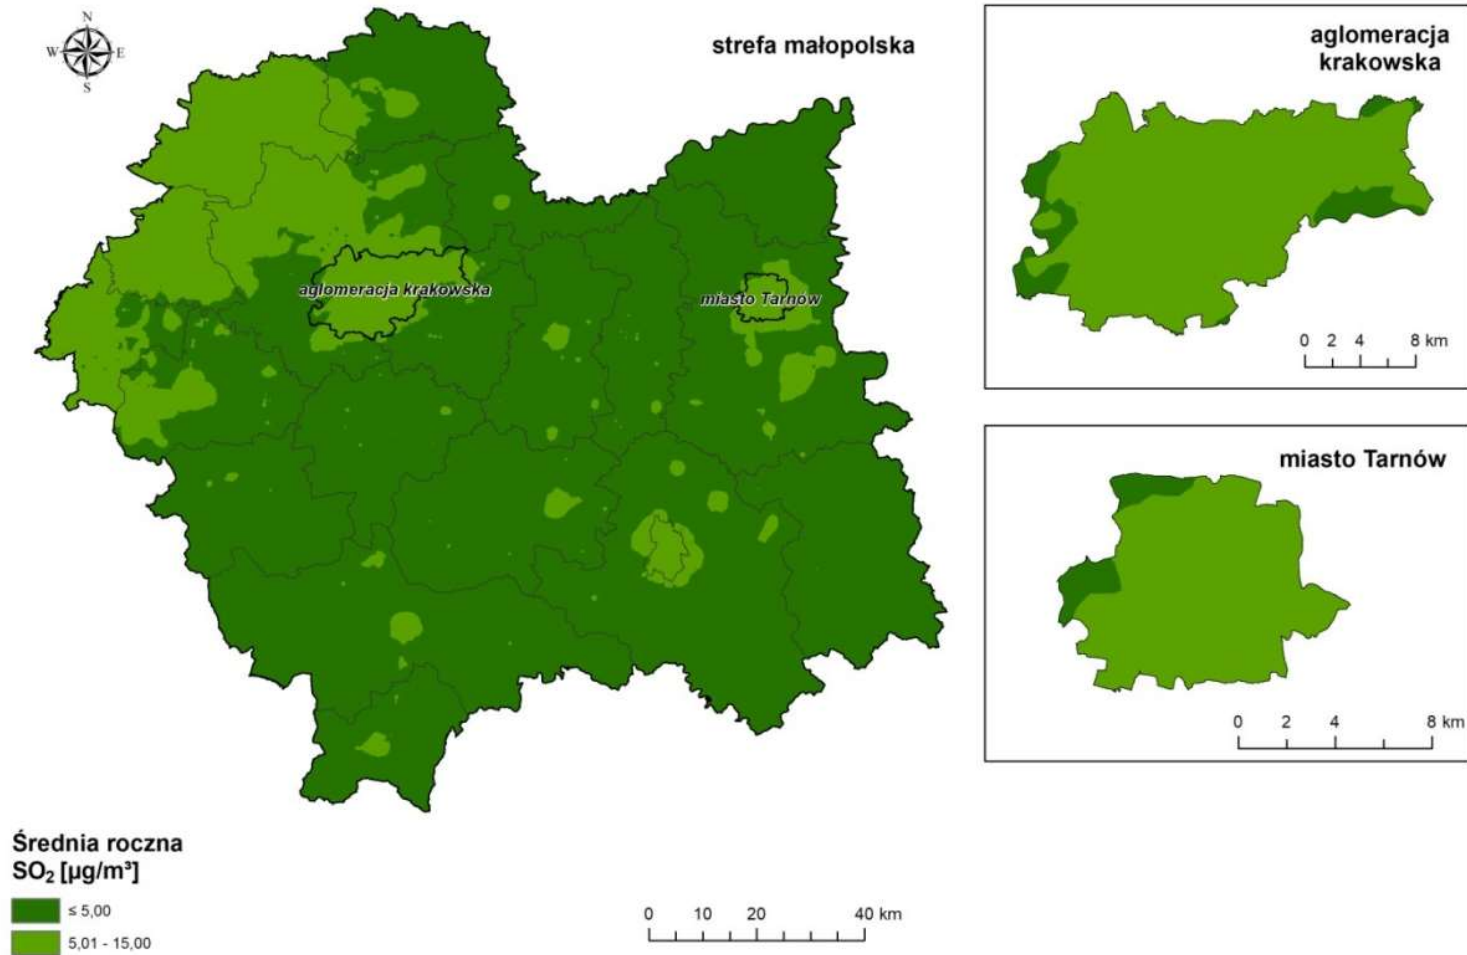 N
W E
S
strefa małopolska
aglomeracja krakowska
miasto Tarnów
aglomeracja
krakowska
0 2 4 8 km
miasto Tarnów
0 2 4 8 km
Średnia roczna
SO₂ [µg/m³]
≤ 5,00
5,01 - 15,00
0 10 20 40 km